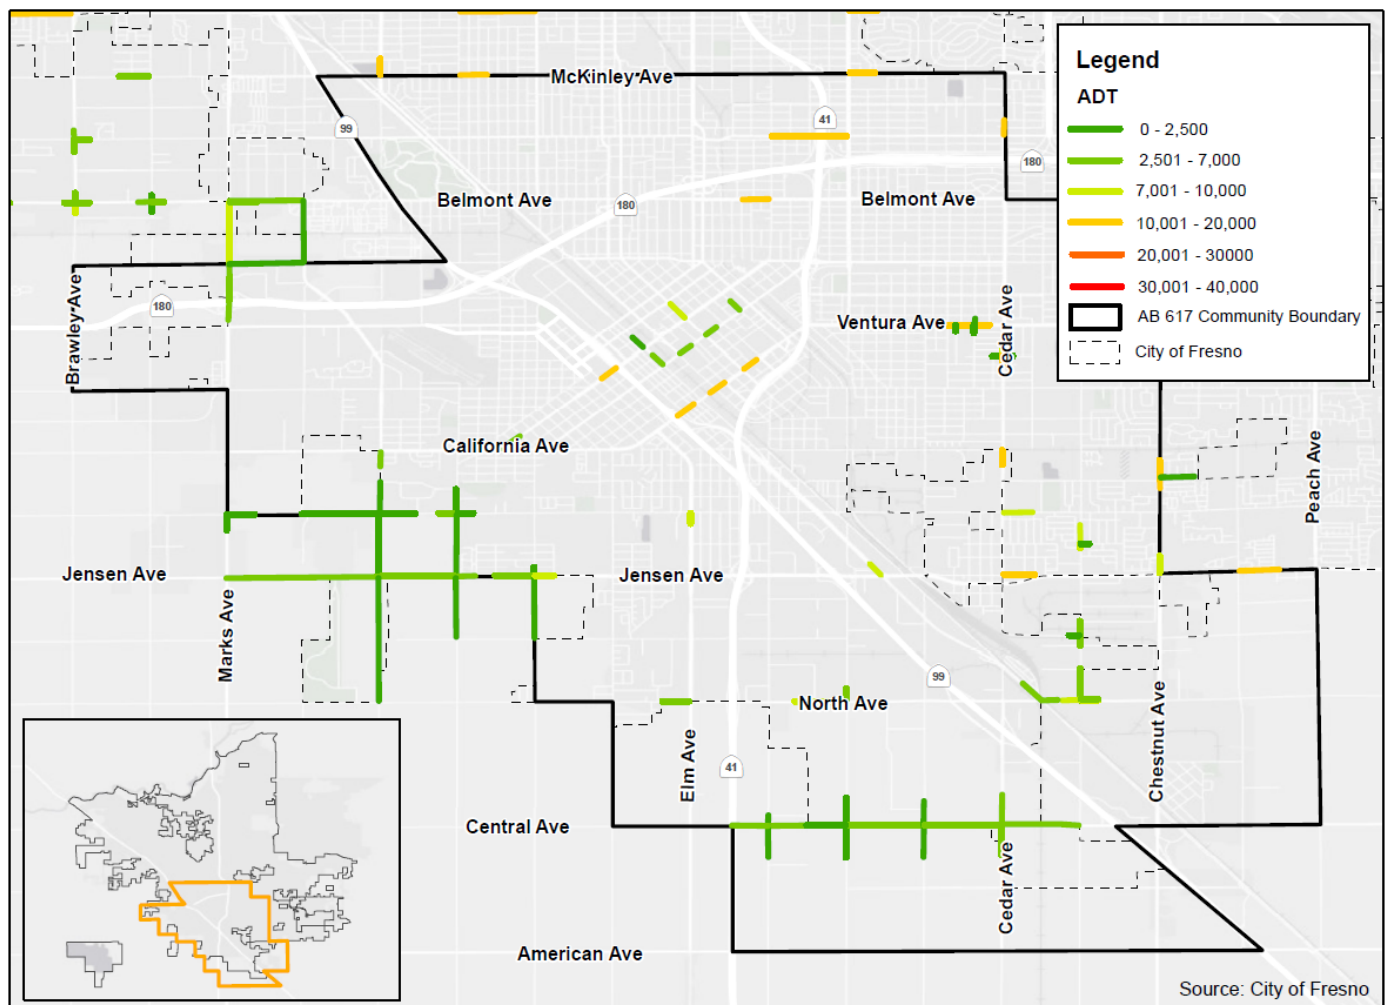 Legend
ADT
0 - 2,500
2,501 - 7,000
7,001 - 10,000
10,001 - 20,000
20,001 - 30000
30,001 - 40,000
AB 617 Community Boundary
City of Fresno
McKinley Ave
99
41
180
Belmont Ave
180
Belmont Ave
Brawley Ave
180
Ventura Ave
Cedar Ave
California Ave
Peach Ave
Jensen Ave
Jensen Ave
Marks Ave
99
North Ave
Chestnut Ave
Elm Ave
41
Central Ave
Cedar Ave
American Ave
Source: City of Fresno